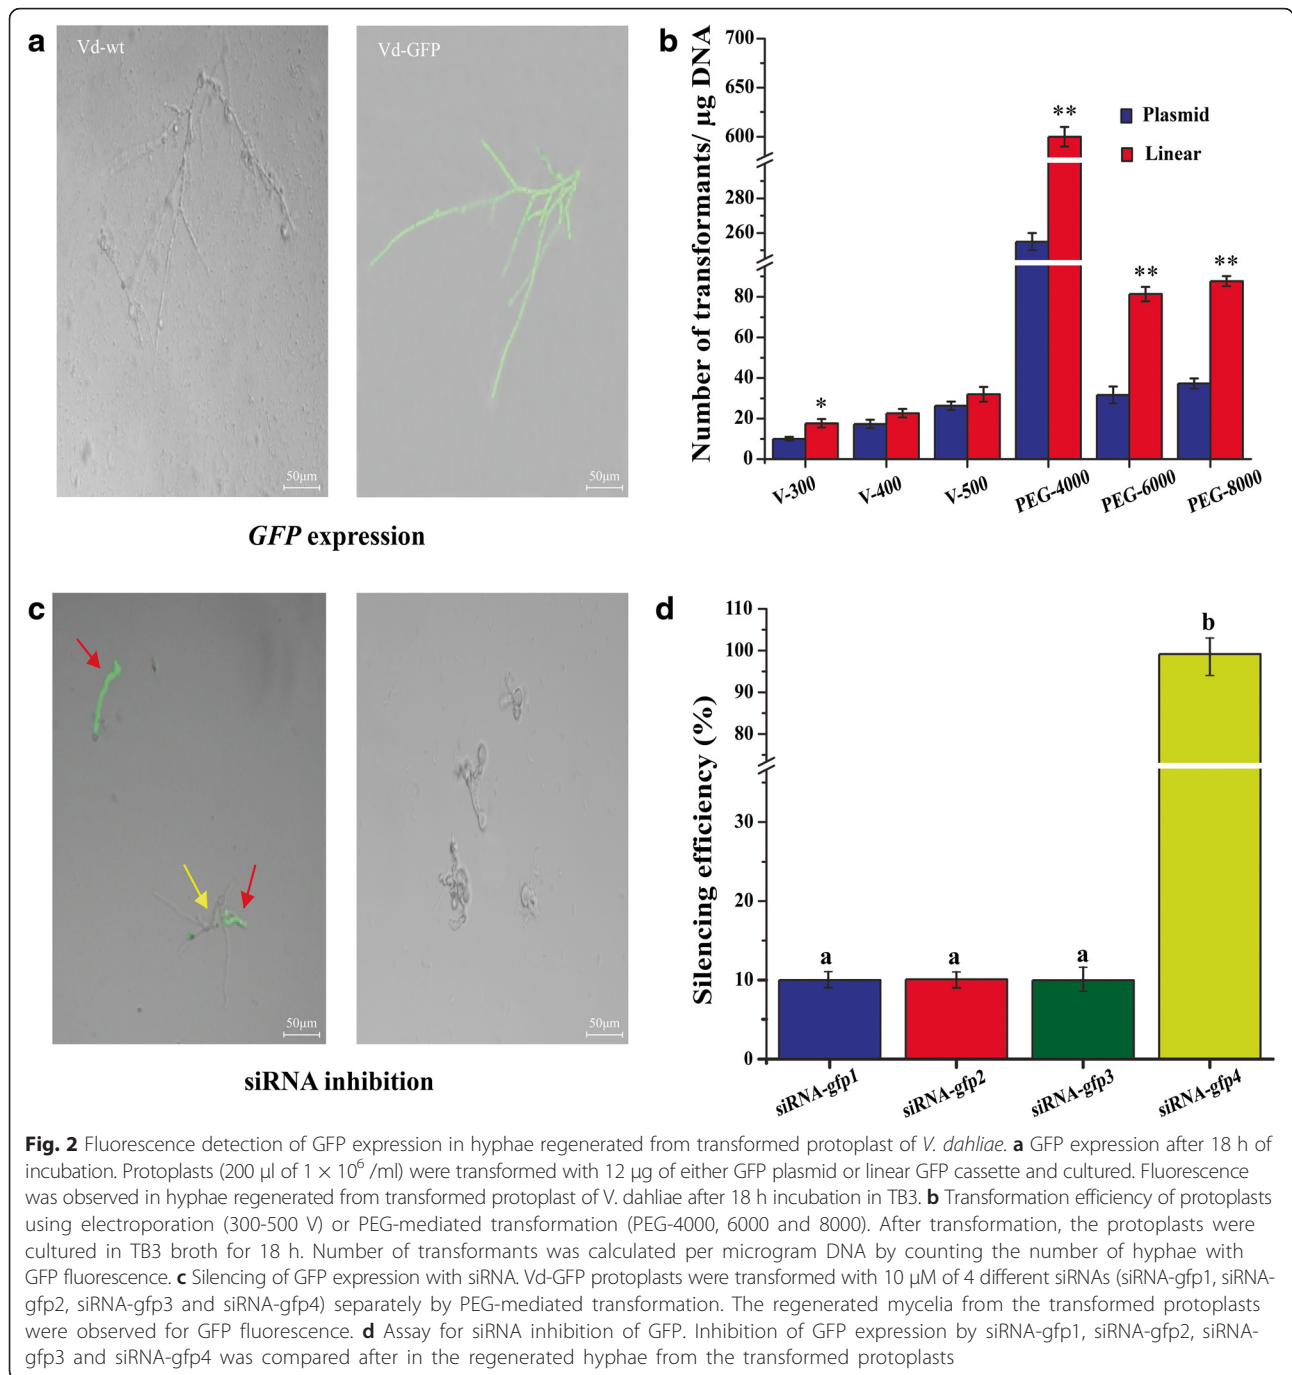 a
Vd-wt
50μm
Vd-GFP
50μm
GFP expression
b
Number of transformants/ μg DNA
700
650
600
280
260
80
60
40
20
0
Plasmid
Linear
*
**
**
**
V-300
V-400
V-500
PEG-4000
PEG-6000
PEG-8000
c
50μm
50μm
siRNA inhibition
d
Silencing efficiency (%)
110
100
90
80
30
20
10
0
a
a
a
b
siRNA-gfp1
siRNA-gfp2
siRNA-gfp3
siRNA-gfp4
Fig. 2 Fluorescence detection of GFP expression in hyphae regenerated from transformed protoplast of V. dahliae. a GFP expression after 18 h of
incubation. Protoplasts (200 μl of 1 × 10⁶ /ml) were transformed with 12 μg of either GFP plasmid or linear GFP cassette and cultured. Fluorescence
was observed in hyphae regenerated from transformed protoplast of V. dahliae after 18 h incubation in TB3. b Transformation efficiency of protoplasts
using electroporation (300-500 V) or PEG-mediated transformation (PEG-4000, 6000 and 8000). After transformation, the protoplasts were
cultured in TB3 broth for 18 h. Number of transformants was calculated per microgram DNA by counting the number of hyphae with
GFP fluorescence. c Silencing of GFP expression with siRNA. Vd-GFP protoplasts were transformed with 10 μM of 4 different siRNAs (siRNA-gfp1, siRNA-
gfp2, siRNA-gfp3 and siRNA-gfp4) separately by PEG-mediated transformation. The regenerated mycelia from the transformed protoplasts
were observed for GFP fluorescence. d Assay for siRNA inhibition of GFP. Inhibition of GFP expression by siRNA-gfp1, siRNA-gfp2, siRNA-
gfp3 and siRNA-gfp4 was compared after in the regenerated hyphae from the transformed protoplasts